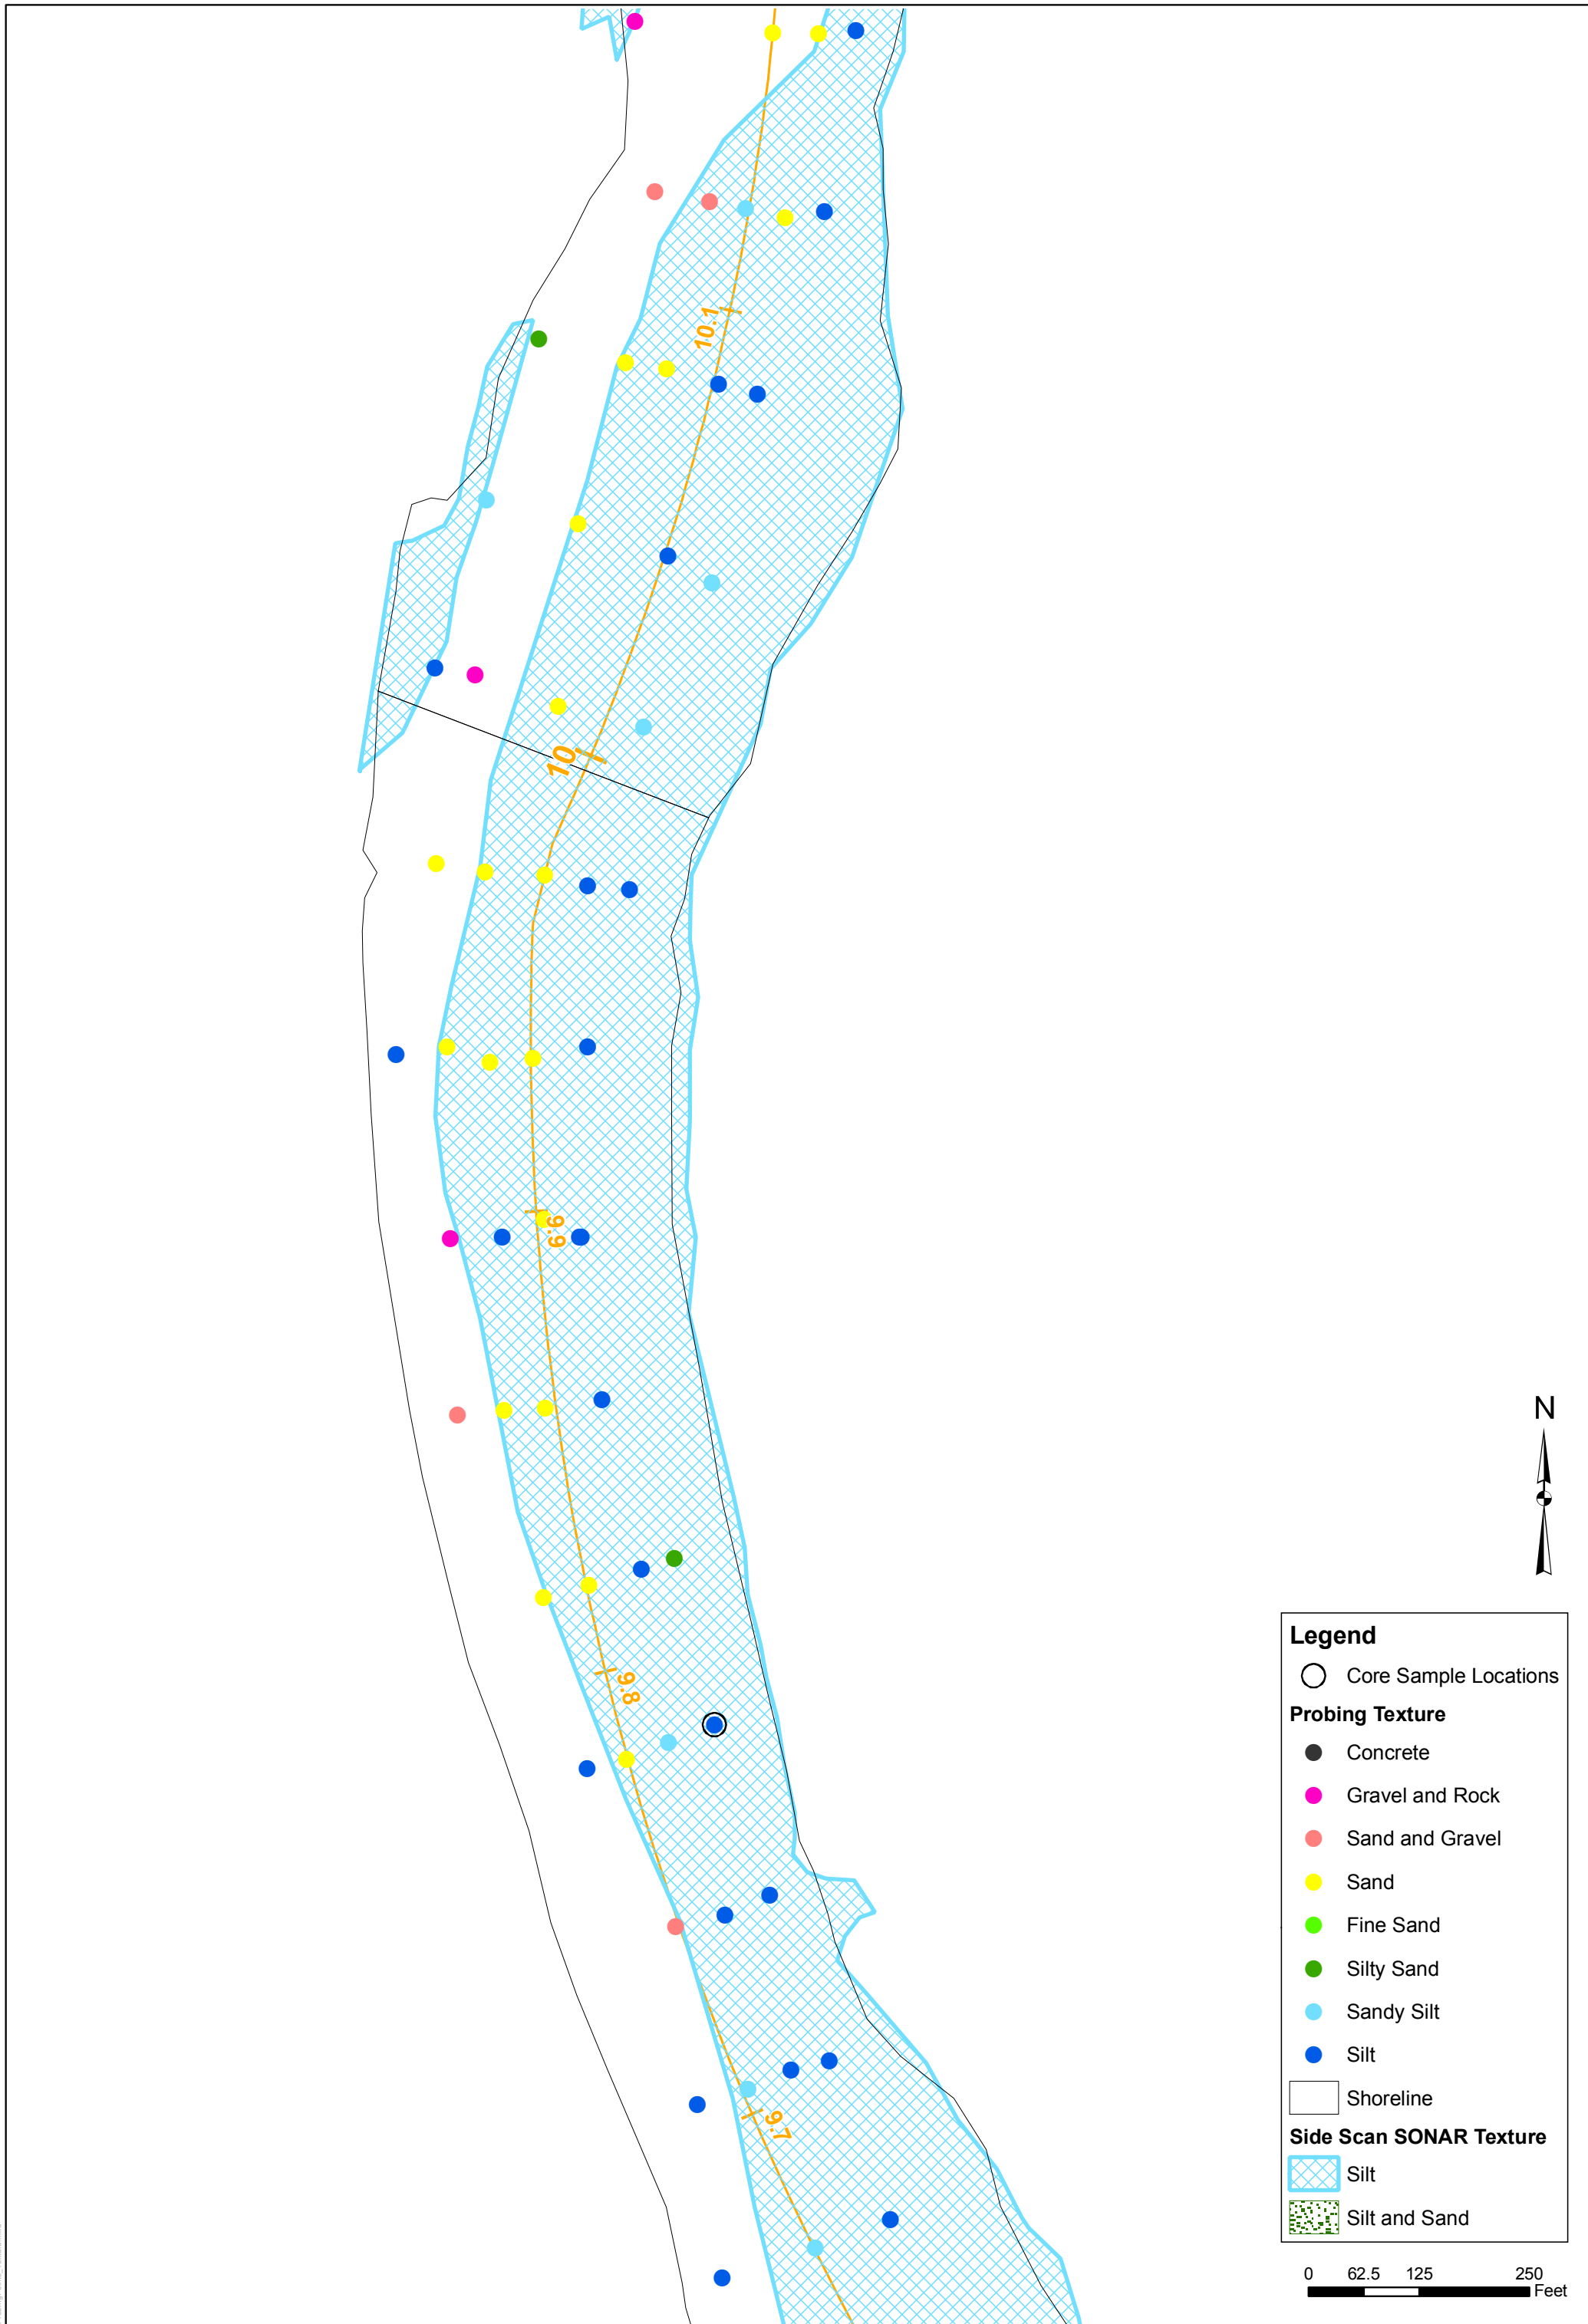 10.1
10
9.9
N
9.8
9.7
Legend
Core Sample Locations
Probing Texture
Concrete
Gravel and Rock
Sand and Gravel
Sand
Fine Sand
Silty Sand
Sandy Silt
Silt
Shoreline
Side Scan SONAR Texture
Silt
Silt and Sand
0 62.5 125 250
Feet